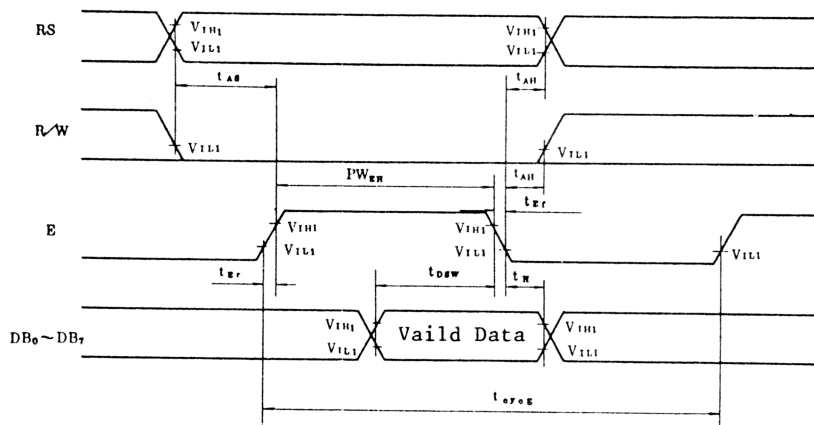 RS
VIH1
VIL1
VIH1
VIL1
tAS
tAH
R/W
VIL1
VIL1
PWEH
tAH
tEf
E
VIH1
VIL1
VIH1
VIL1
VIL1
tEr
tDSW
tH
DB0~DB7
VIH1
VIL1
Vaild Data
VIH1
VIL1
tcycE